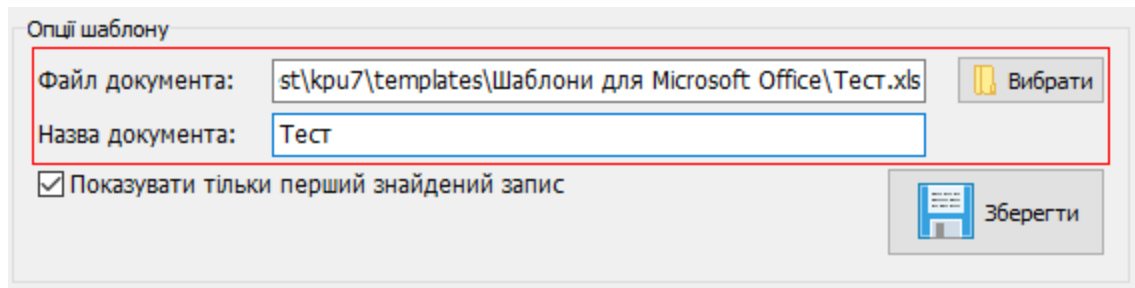 Опції шаблону
Файл документа: st\kpu7\templates\Шаблони для Microsoft Office\Тест.xls Вибрати
Назва документа: Тест
Показувати тільки перший знайдений запис
Зберегти